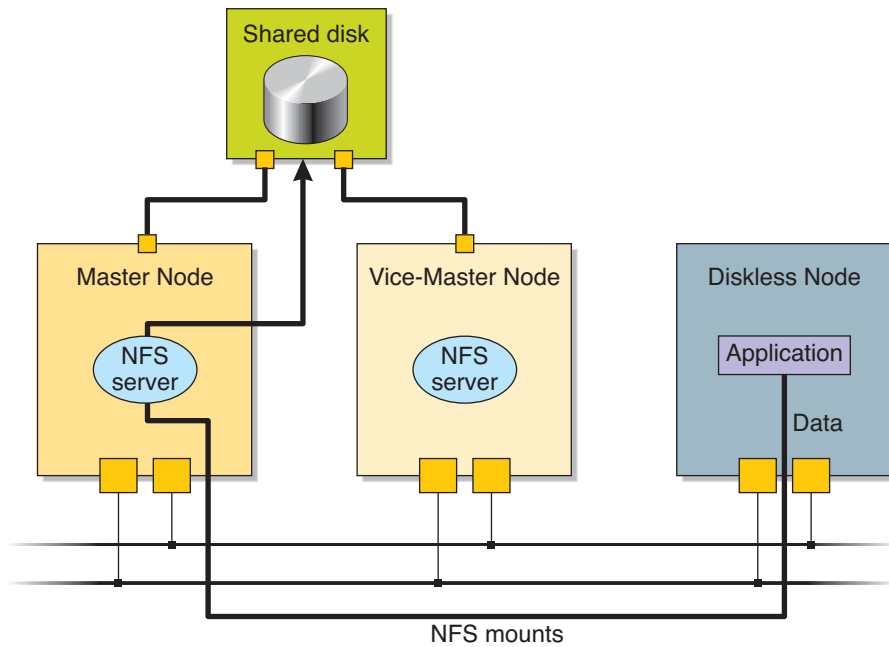 Shared disk
Master Node
Vice-Master Node
Diskless Node
NFS
server
NFS
server
Application
Data
NFS mounts